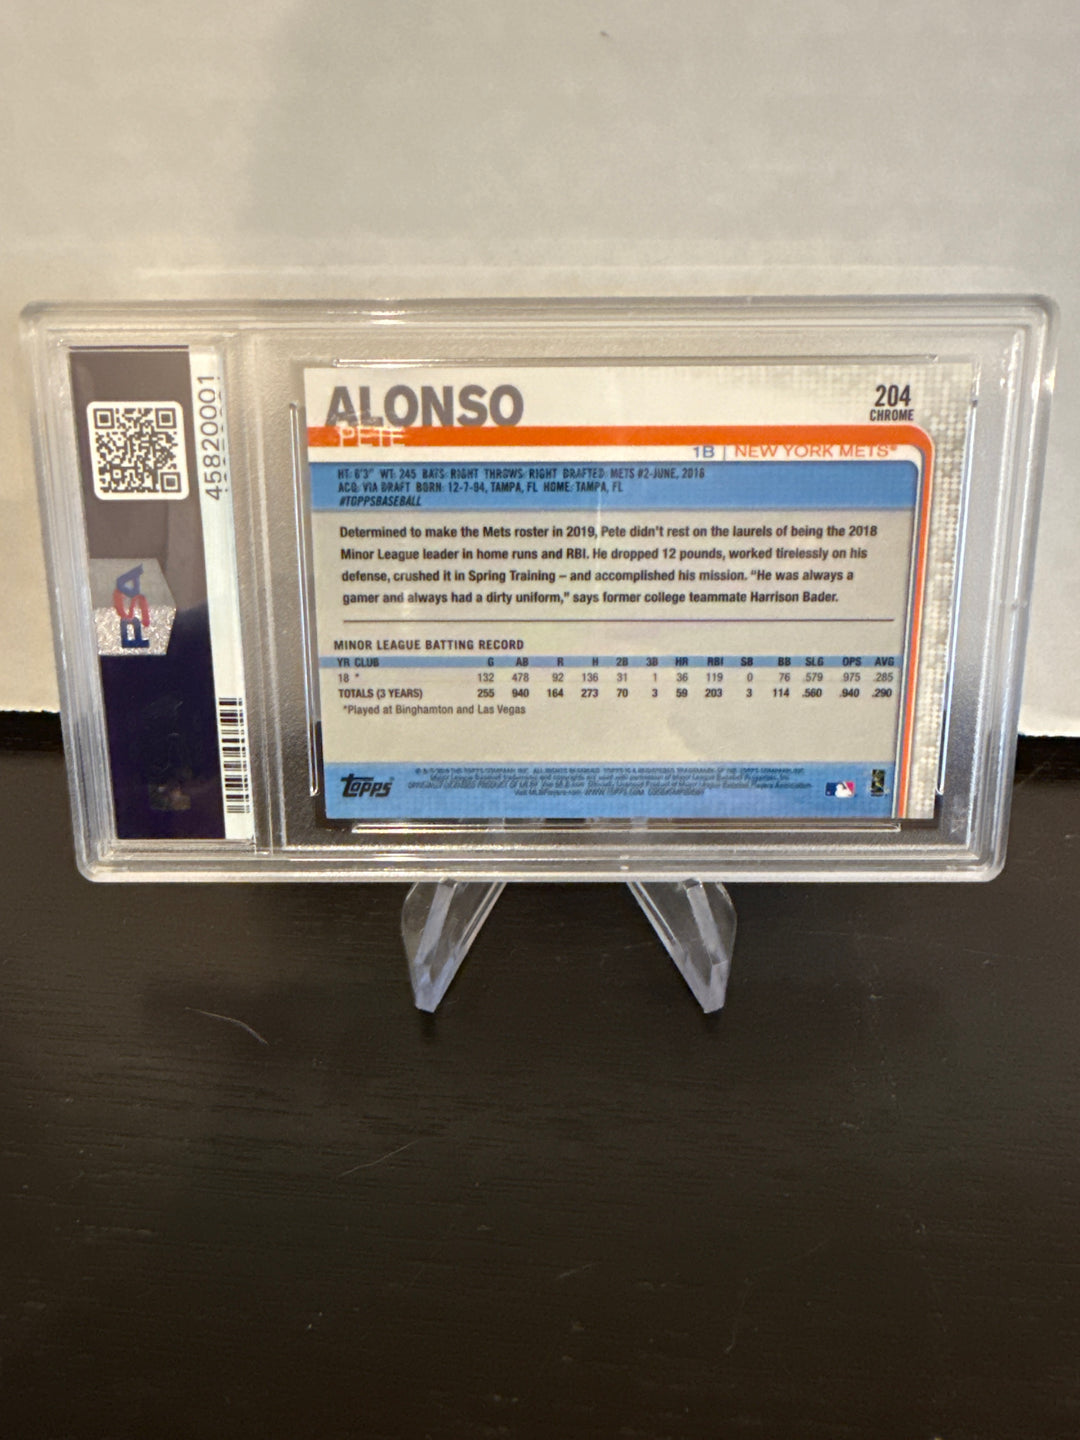 45820001
PSA
ALONSO
PETE
204
CHROME
1B | NEW YORK METS®
HT: 6'3" WT: 245 BATS: RIGHT THROWS: RIGHT DRAFTED: METS #2-JUNE, 2016
ACQ: VIA DRAFT BORN: 12-7-94, TAMPA, FL HOME: TAMPA, FL
#TOPPSBASEBALL
Determined to make the Mets roster in 2019, Pete didn't rest on the laurels of being the 2018
Minor League leader in home runs and RBI. He dropped 12 pounds, worked tirelessly on his
defense, crushed it in Spring Training – and accomplished his mission. "He was always a
gamer and always had a dirty uniform," says former college teammate Harrison Bader.
MINOR LEAGUE BATTING RECORD
YR CLUB G AB R H 2B 3B HR RBI SB BB SLG OPS AVG
18 * 132 478 92 136 31 1 36 119 0 76 .579 .975 .285
TOTALS (3 YEARS) 255 940 164 273 70 3 59 203 3 114 .560 .940 .290
*Played at Binghamton and Las Vegas
Topps
Visit MLBPlayers.com WWW.TOPPS.COM